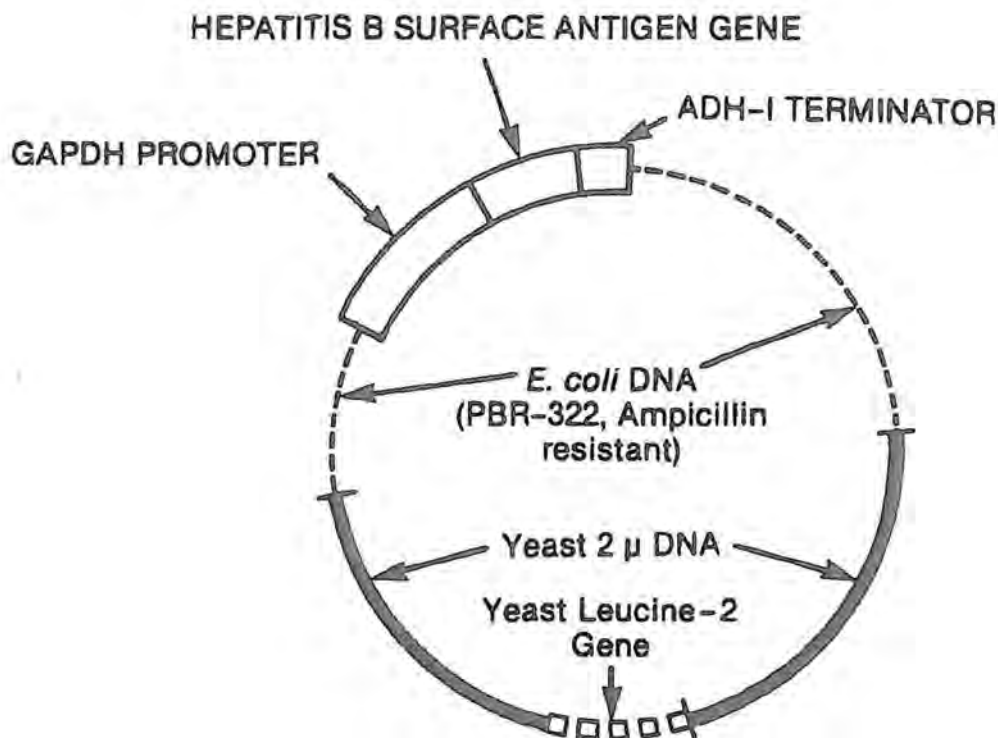 HEPATITIS B SURFACE ANTIGEN GENE
ADH-I TERMINATOR
GAPDH PROMOTER
E. coli DNA
(PBR-322, Ampicillin
resistant)
Yeast 2 μ DNA
Yeast Leucine-2
Gene